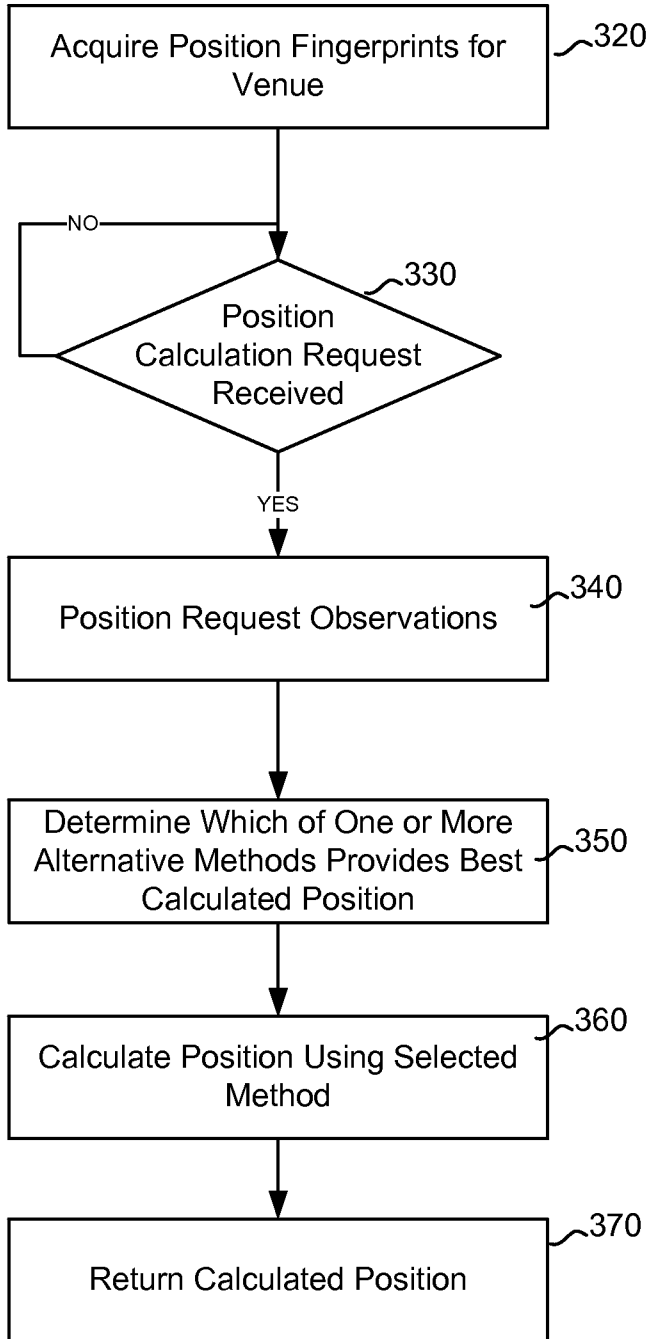 Acquire Position Fingerprints for
Venue
320
NO
330
Position
Calculation Request
Received
YES
340
Position Request Observations
Determine Which of One or More
Alternative Methods Provides Best
Calculated Position
350
360
Calculate Position Using Selected
Method
370
Return Calculated Position